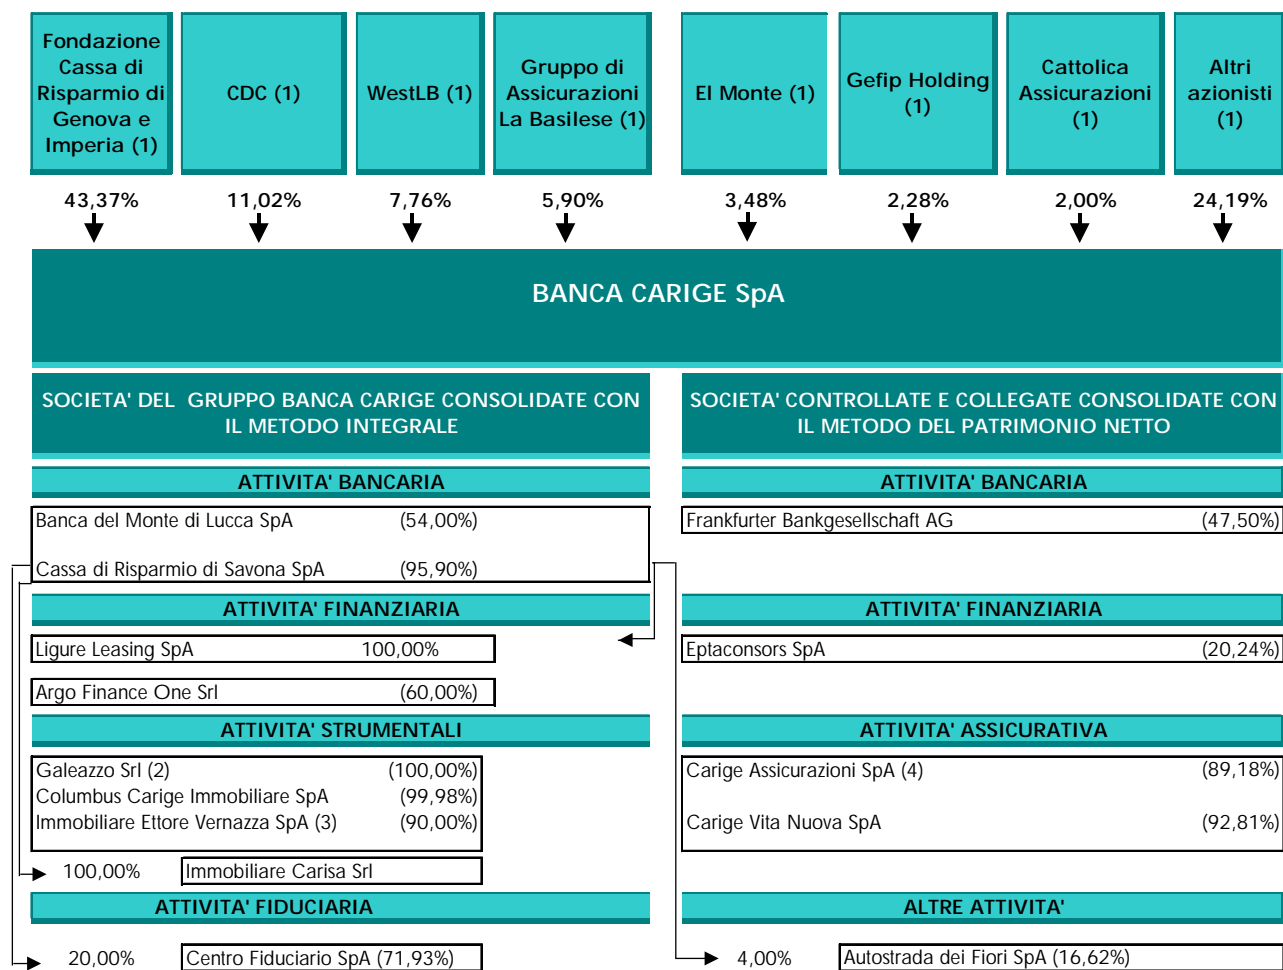 Fondazione
Cassa di
Risparmio di
Genova e
Imperia (1)
CDC (1)
WestLB (1)
Gruppo di
Assicurazioni
La Basilese (1)
El Monte (1)
Gefip Holding
(1)
Cattolica
Assicurazioni
(1)
Altri
azionisti
(1)
43,37%
11,02%
7,76%
5,90%
3,48%
2,28%
2,00%
24,19%
BANCA CARIGE SpA
SOCIETA' DEL GRUPPO BANCA CARIGE CONSOLIDATE CON
IL METODO INTEGRALE
ATTIVITA' BANCARIA
Banca del Monte di Lucca SpA (54,00%)
Cassa di Risparmio di Savona SpA (95,90%)
ATTIVITA' FINANZIARIA
Ligure Leasing SpA 100,00%
Argo Finance One Srl (60,00%)
ATTIVITA' STRUMENTALI
Galeazzo Srl (2) (100,00%)
Columbus Carige Immobiliare SpA (99,98%)
Immobiliare Ettore Vernazza SpA (3) (90,00%)
100,00% Immobiliare Carisa Srl
ATTIVITA' FIDUCIARIA
20,00% Centro Fiduciario SpA (71,93%)
SOCIETA' CONTROLLATE E COLLEGATE CONSOLIDATE CON
IL METODO DEL PATRIMONIO NETTO
ATTIVITA' BANCARIA
Frankfurter Bankgesellschaft AG (47,50%)
ATTIVITA' FINANZIARIA
Eptaconsors SpA (20,24%)
ATTIVITA' ASSICURATIVA
Carige Assicurazioni SpA (4) (89,18%)
Carige Vita Nuova SpA (92,81%)
ALTRE ATTIVITA'
4,00% Autostrada dei Fiori SpA (16,62%)